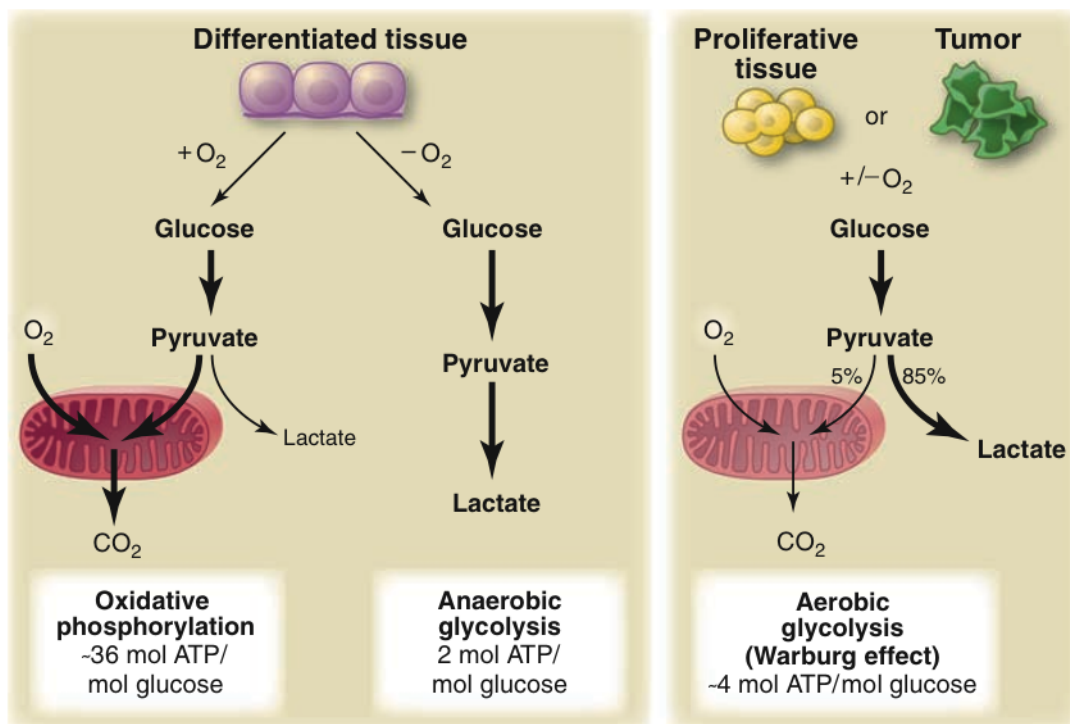 Differentiated tissue
+O₂
−O₂
Glucose
Glucose
O₂
Pyruvate
Pyruvate
Lactate
Lactate
CO₂
Oxidative
phosphorylation
~36 mol ATP/
mol glucose
Anaerobic
glycolysis
2 mol ATP/
mol glucose
Proliferative
tissue
or
Tumor
+/−O₂
Glucose
O₂
Pyruvate
5%
85%
Lactate
CO₂
Aerobic
glycolysis
(Warburg effect)
~4 mol ATP/mol glucose